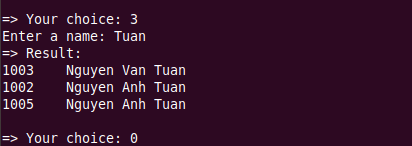 => Your choice: 3
Enter a name: Tuan
=> Result:
1003    Nguyen Van Tuan
1002    Nguyen Anh Tuan
1005    Nguyen Anh Tuan
=> Your choice: 0